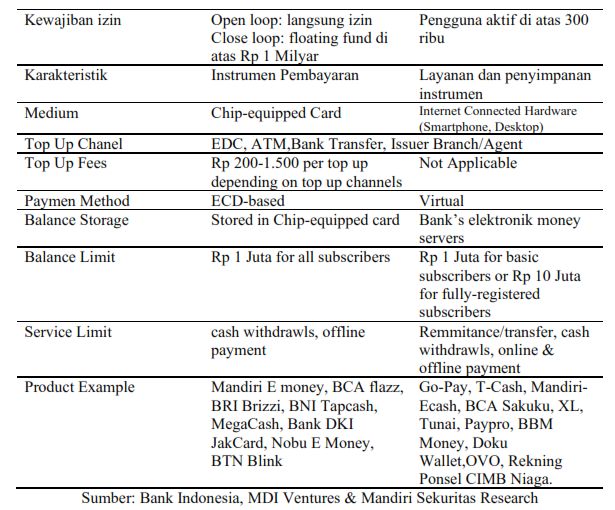 Kewajiban izin Open loop: langsung izin Pengguna aktif di atas 300
Close loop: floating fund di ribu
atas Rp 1 Milyar
Karakteristik Instrumen Pembayaran Layanan dan penyimpanan
instrumen
Medium Chip-equipped Card Internet Connected Hardware
(Smartphone, Desktop)
Top Up Chanel EDC, ATM,Bank Transfer, Issuer Branch/Agent
Top Up Fees Rp 200-1.500 per top up Not Applicable
depending on top up channels
Paymen Method ECD-based Virtual
Balance Storage Stored in Chip-equipped card Bank’s elektronik money
servers
Balance Limit Rp 1 Juta for all subscribers Rp 1 Juta for basic
subscribers or Rp 10 Juta
for fully-registered
subscribers
Service Limit cash withdrawls, offline Remmitance/transfer, cash
payment withdrawls, online &
offline payment
Product Example Mandiri E money, BCA flazz, Go-Pay, T-Cash, Mandiri-
BRI Brizzi, BNI Tapcash, Ecash, BCA Sakuku, XL,
MegaCash, Bank DKI Tunai, Paypro, BBM
JakCard, Nobu E Money, Money, Doku
BTN Blink Wallet,OVO, Rekning
Ponsel CIMB Niaga.
Sumber: Bank Indonesia, MDI Ventures & Mandiri Sekuritas Research